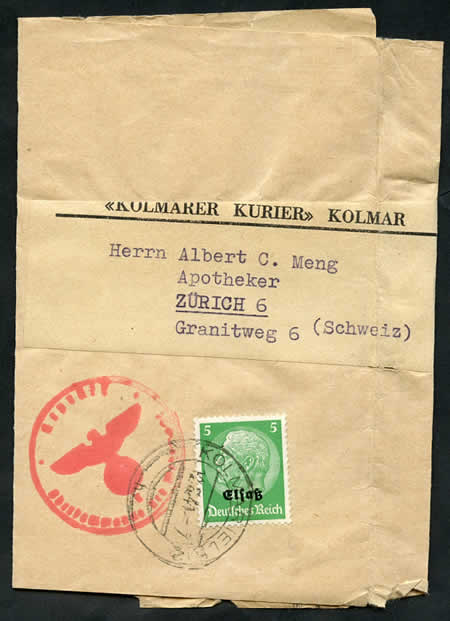 «KOLMARER KURIER» KOLMAR
Herrn Albert C. Meng
Apotheker
ZÜRICH 6
Granitweg 6 (Schweiz)
5 5
Elsaß
Deutsches Reich